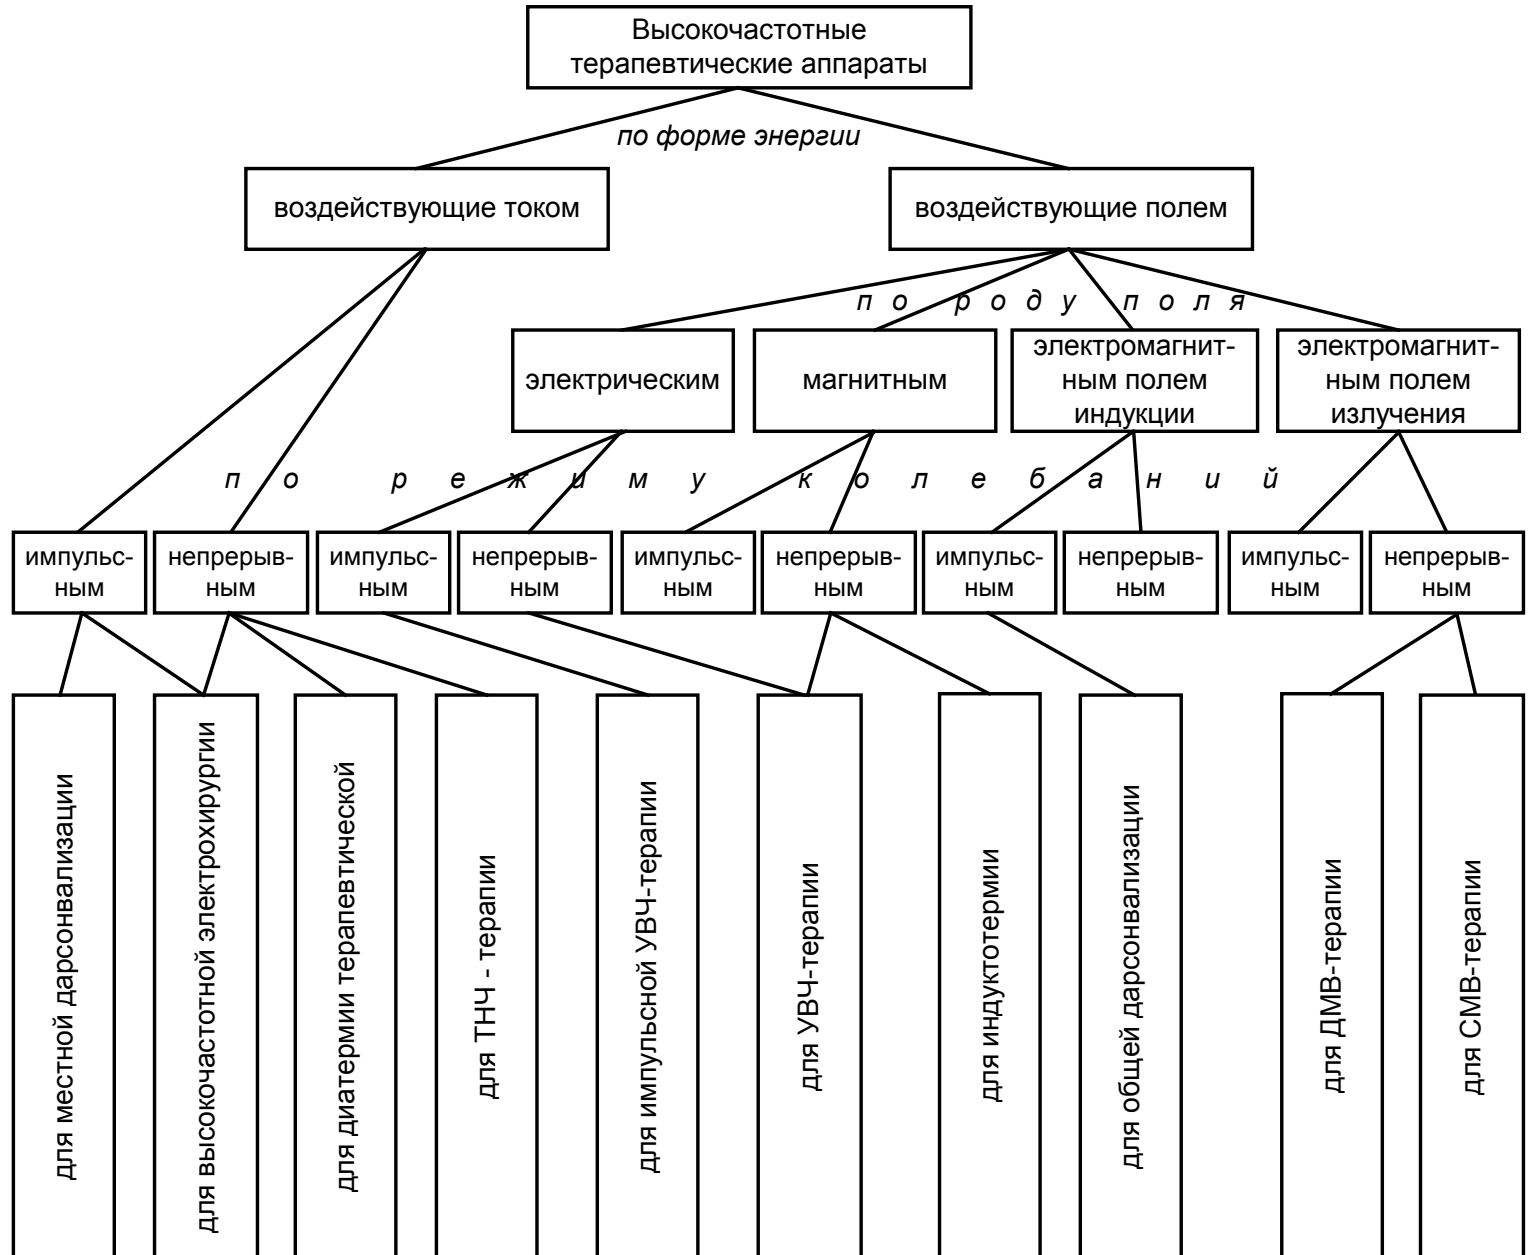 Высокочастотные
терапевтические аппараты
по форме энергии
воздействующие током
воздействующие полем
по роду поля
электрическим
магнитным
электромагнит-
ным полем
индукции
электромагнит-
ным полем
излучения
по режиму колебаний
импульс-
ным
непрерыв-
ным
импульс-
ным
непрерыв-
ным
импульс-
ным
непрерыв-
ным
импульс-
ным
непрерыв-
ным
импульс-
ным
непрерыв-
ным
для местной дарсонвализации
для высокочастотной электрохирургии
для диатермии терапевтической
для ТНЧ - терапии
для импульсной УВЧ-терапии
для УВЧ-терапии
для индуктотермии
для общей дарсонвализации
для ДМВ-терапии
для СМВ-терапии